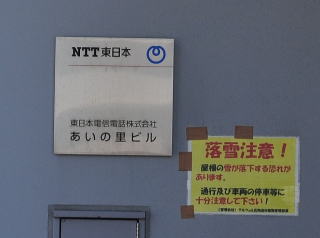 NTT東日本
東日本電信電話株式会社
あいの里ビル
落雪注意！
屋根の雪が落下する恐れが
あります。
通行及び車両の停車等に
十分注意して下さい！